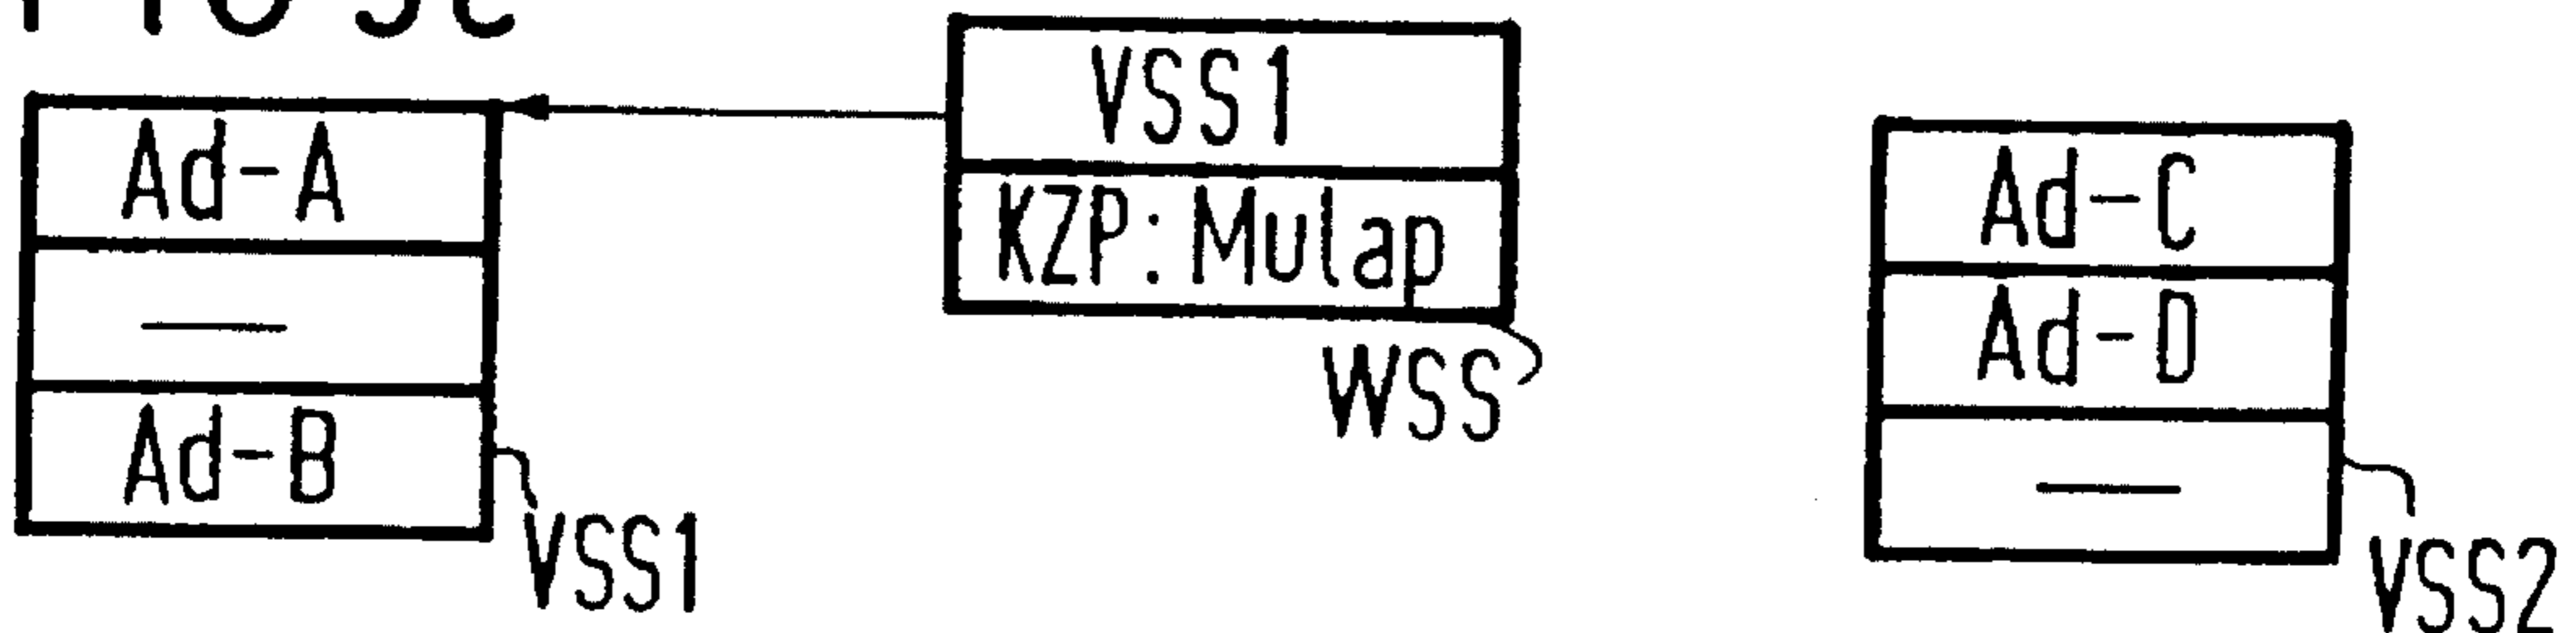 VSS1
Ad-A
KZP: Mulap
Ad-C
Ad-D
WSS
Ad-B
VSS1
VSS2